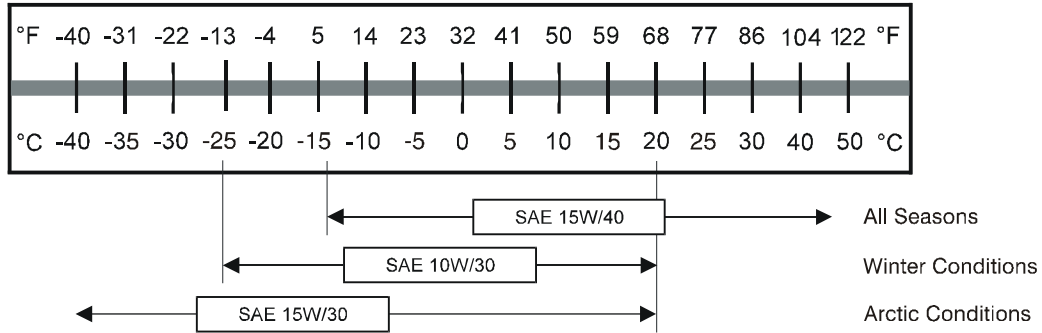 °F -40 -31 -22 -13 -4 5 14 23 32 41 50 59 68 77 86 104 122 °F
°C -40 -35 -30 -25 -20 -15 -10 -5 0 5 10 15 20 25 30 40 50 °C
SAE 15W/40 All Seasons
SAE 10W/30 Winter Conditions
SAE 15W/30 Arctic Conditions